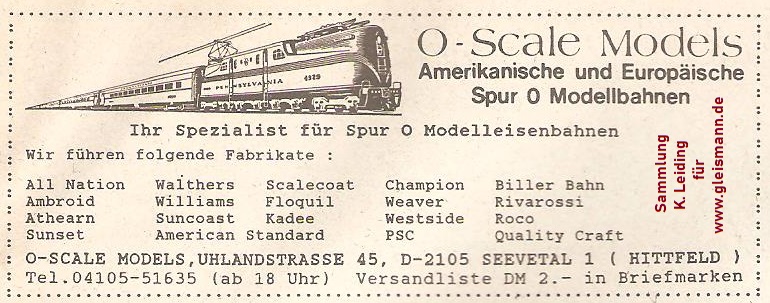 O-Scale Models
Amerikanische und Europäische
Spur O Modellbahnen
PENNSYLVANIA 4929
Ihr Spezialist für Spur O Modelleisenbahnen
Wir führen folgende Fabrikate :
All Nation Walthers Scalecoat Champion Biller Bahn
Ambroid Williams Floquil Weaver Rivarossi
Athearn Suncoast Kadee Westside Roco
Sunset American Standard PSC Quality Craft
O-SCALE MODELS,UHLANDSTRASSE 45, D-2105 SEEVETAL 1 ( HITTFELD )
Tel.04105-51635 (ab 18 Uhr) Versandliste DM 2.- in Briefmarken
Sammlung
K. Leiding
für
www.gleismann.de